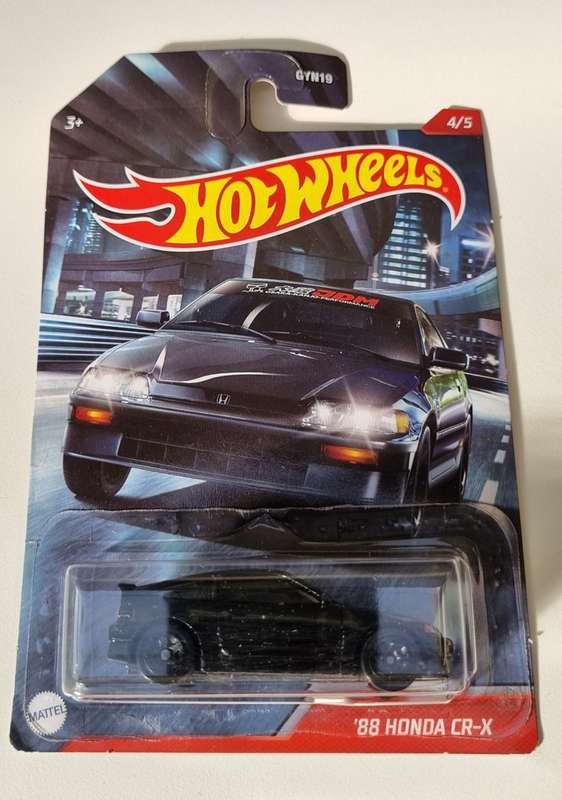 GYN19
3+
4/5
HOT WHEELS®
MATTEL
'88 HONDA CR-X